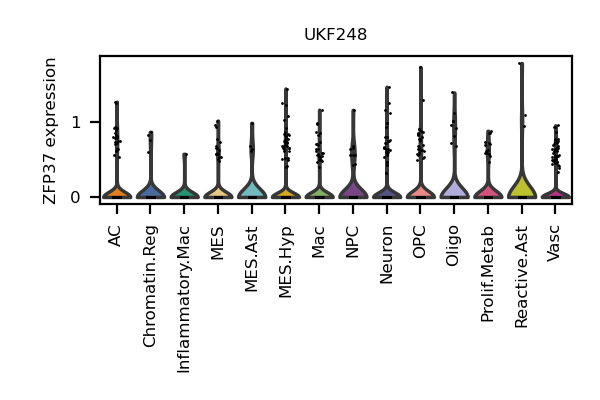 UKF248
ZFP37 expression
1
0
AC
Chromatin.Reg
Inflammatory.Mac
MES
MES.Ast
MES.Hyp
Mac
NPC
Neuron
OPC
Oligo
Prolif.Metab
Reactive.Ast
Vasc